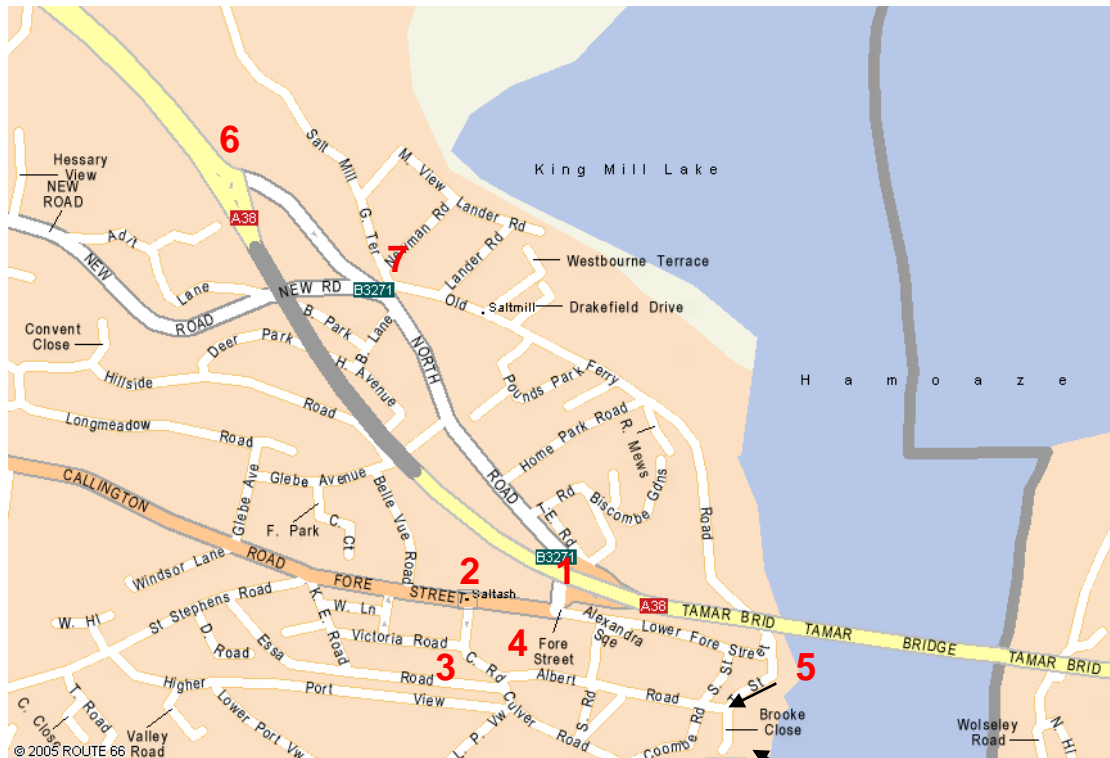 6
Hessary
View
NEW
ROAD
A38
Salt Mill G. Ter
M. View
Lander Rd
Newman Rd
Lander Rd
King Mill Lake
7
Westbourne Terrace
Ad/t
Lane
NEW
ROAD
NEW RD
B3271
Old
Saltmill
Drakefield Drive
B. Park
B. Lane
NORTH
Convent
Close
Deer Park
H. Avenue
Hillside
Road
Pounds Park
Ferry
Hamoaze
Longmeadow
Road
Home Park Road
R. Mews
Glebe Ave
Glebe Avenue
Belle Vue
Road
ROAD
I.E. Rd
Rd
Biscombe Gdns
Road
CALLINGTON
ROAD
F. Park
C. Ct
Windsor Lane
B3271
2
1
FORE
STREET
Saltash
A38
TAMAR BRID
TAMAR
BRIDGE
TAMAR BRID
W. Hl
St Stephens Road
K. E. Road
W. Ln
Victoria Road
4
Fore
Street
Alexandra
Sqe
Lower Fore Street
D. Road
Essa
Road
3
C. Rd
Albert
Road
S. Rd
S. St
T. St
5
Higher
Port
View
Culver
Road
Coombe Rd
Brooke
Close
C. Close
T. Road
Valley
Road
Lower Port Vw
L. P. Vw
Wolseley
Road
N Hl
© 2005 ROUTE 66